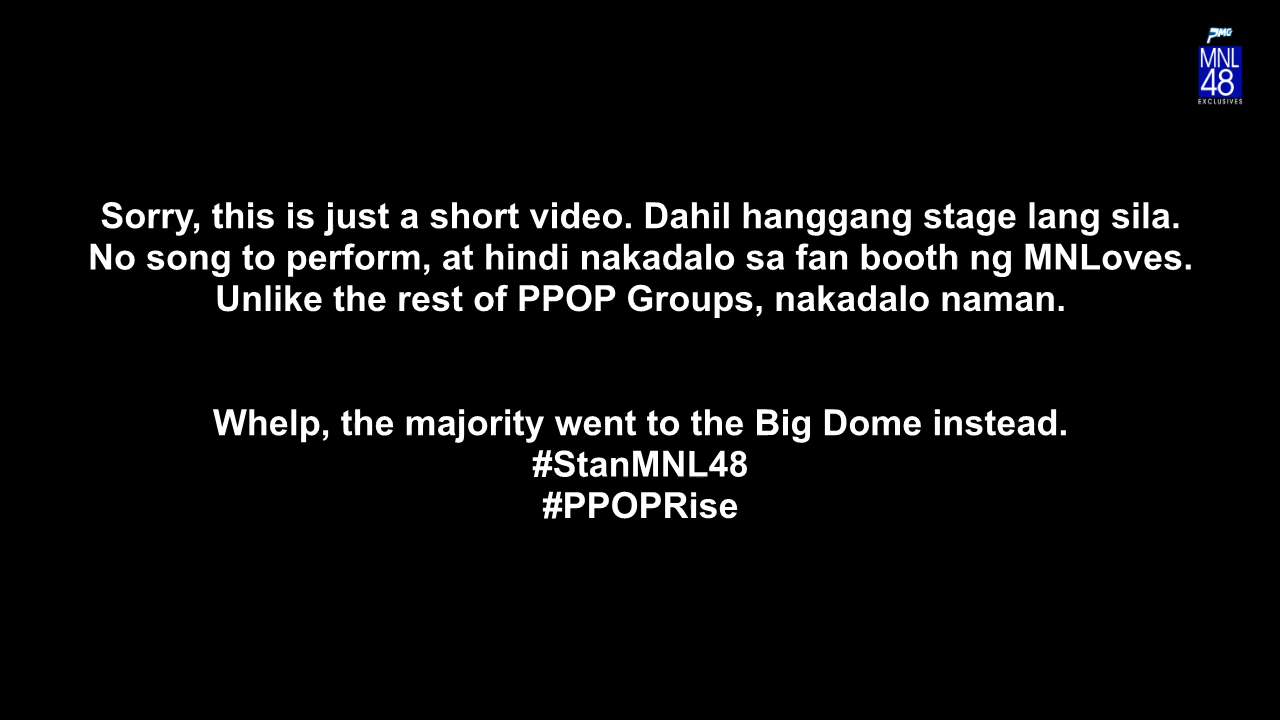 PMG
MNL
48
EXCLUSIVES
Sorry, this is just a short video. Dahil hanggang stage lang sila.
No song to perform, at hindi nakadalo sa fan booth ng MNLoves.
Unlike the rest of PPOP Groups, nakadalo naman.
Whelp, the majority went to the Big Dome instead.
#StanMNL48
#PPOPRise